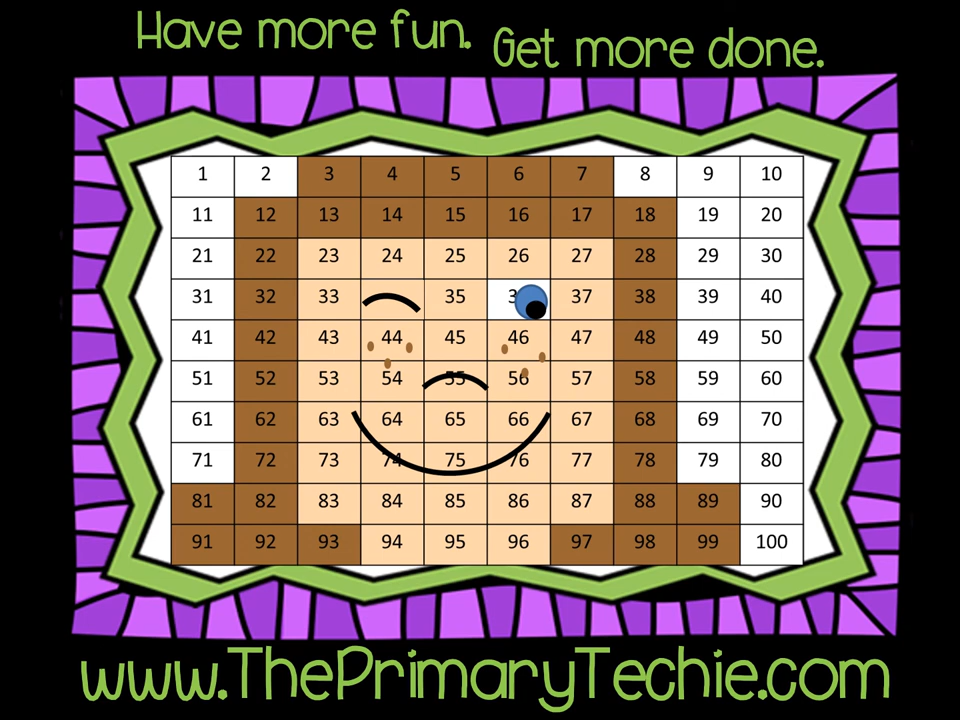 Have more fun. Get more done.
1 2 3 4 5 6 7 8 9 10
11 12 13 14 15 16 17 18 19 20
21 22 23 24 25 26 27 28 29 30
31 32 33 35 37 38 39 40
41 42 43 44 45 46 47 48 49 50
51 52 53 54 55 56 57 58 59 60
61 62 63 64 65 66 67 68 69 70
71 72 73 74 75 76 77 78 79 80
81 82 83 84 85 86 87 88 89 90
91 92 93 94 95 96 97 98 99 100
www.ThePrimaryTechie.com